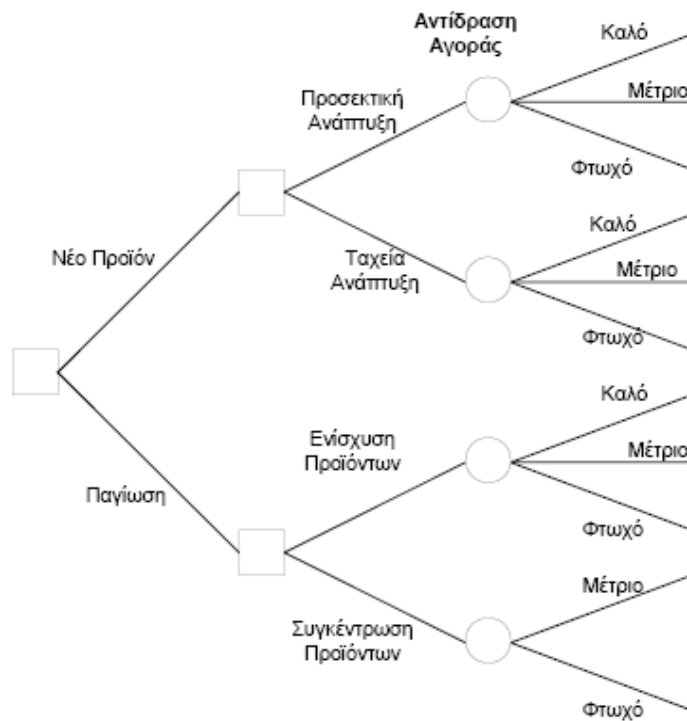 Αντίδραση
Αγοράς
Καλό
Μέτριο
Προσεκτική
Ανάπτυξη
Φτωχό
Καλό
Νέο Προϊόν
Ταχεία
Ανάπτυξη
Μέτριο
Φτωχό
Καλό
Ενίσχυση
Προϊόντων
Μέτριο
Παγίωση
Φτωχό
Μέτριο
Συγκέντρωση
Προϊόντων
Φτωχό